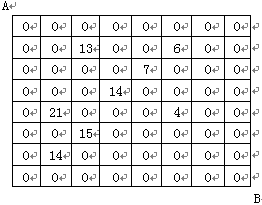 A
0 0 0 0 0 0 0 0
0 0 13 0 0 6 0 0
0 0 0 0 7 0 0 0
0 0 0 14 0 0 0 0
0 21 0 0 0 4 0 0
0 0 15 0 0 0 0 0
0 14 0 0 0 0 0 0
0 0 0 0 0 0 0 0
B